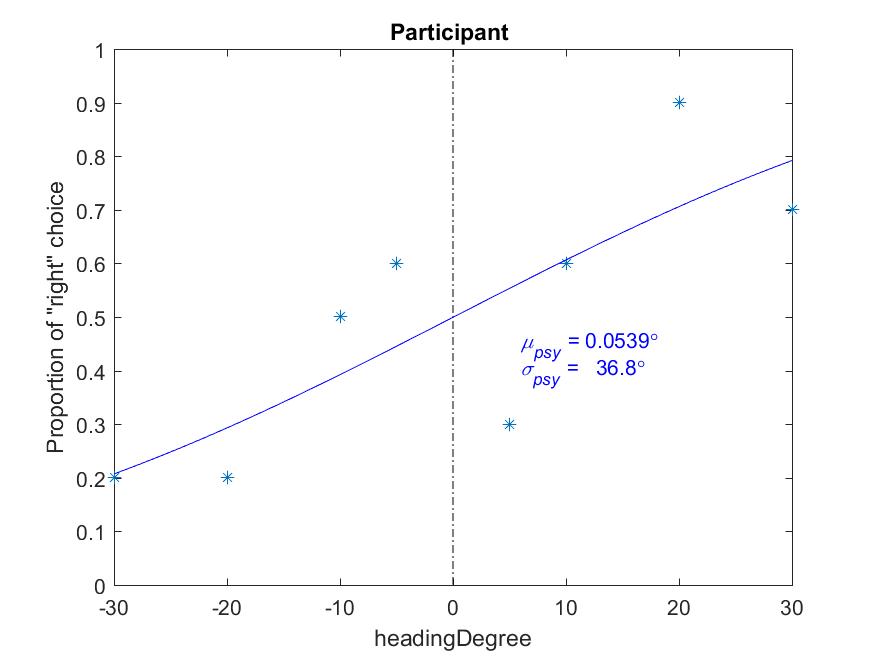 Participant
1
0.9
0.8
0.7
0.6
0.5
0.4
0.3
0.2
0.1
0
Proportion of "right" choice
μpsy = 0.0539°
σpsy = 36.8°
-30 -20 -10 0 10 20 30
headingDegree